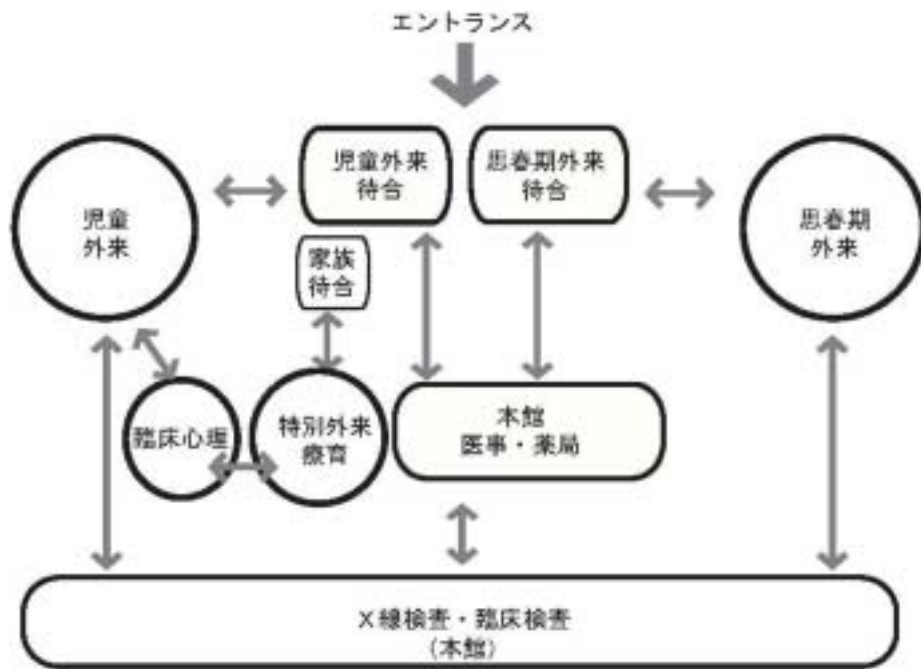 エントランス
児童外来
待合
思春期外来
待合
児童
外来
思春期
外来
家族
待合
臨床心理
特別外来
療育
本館
医事・薬局
X線検査・臨床検査
(本館)